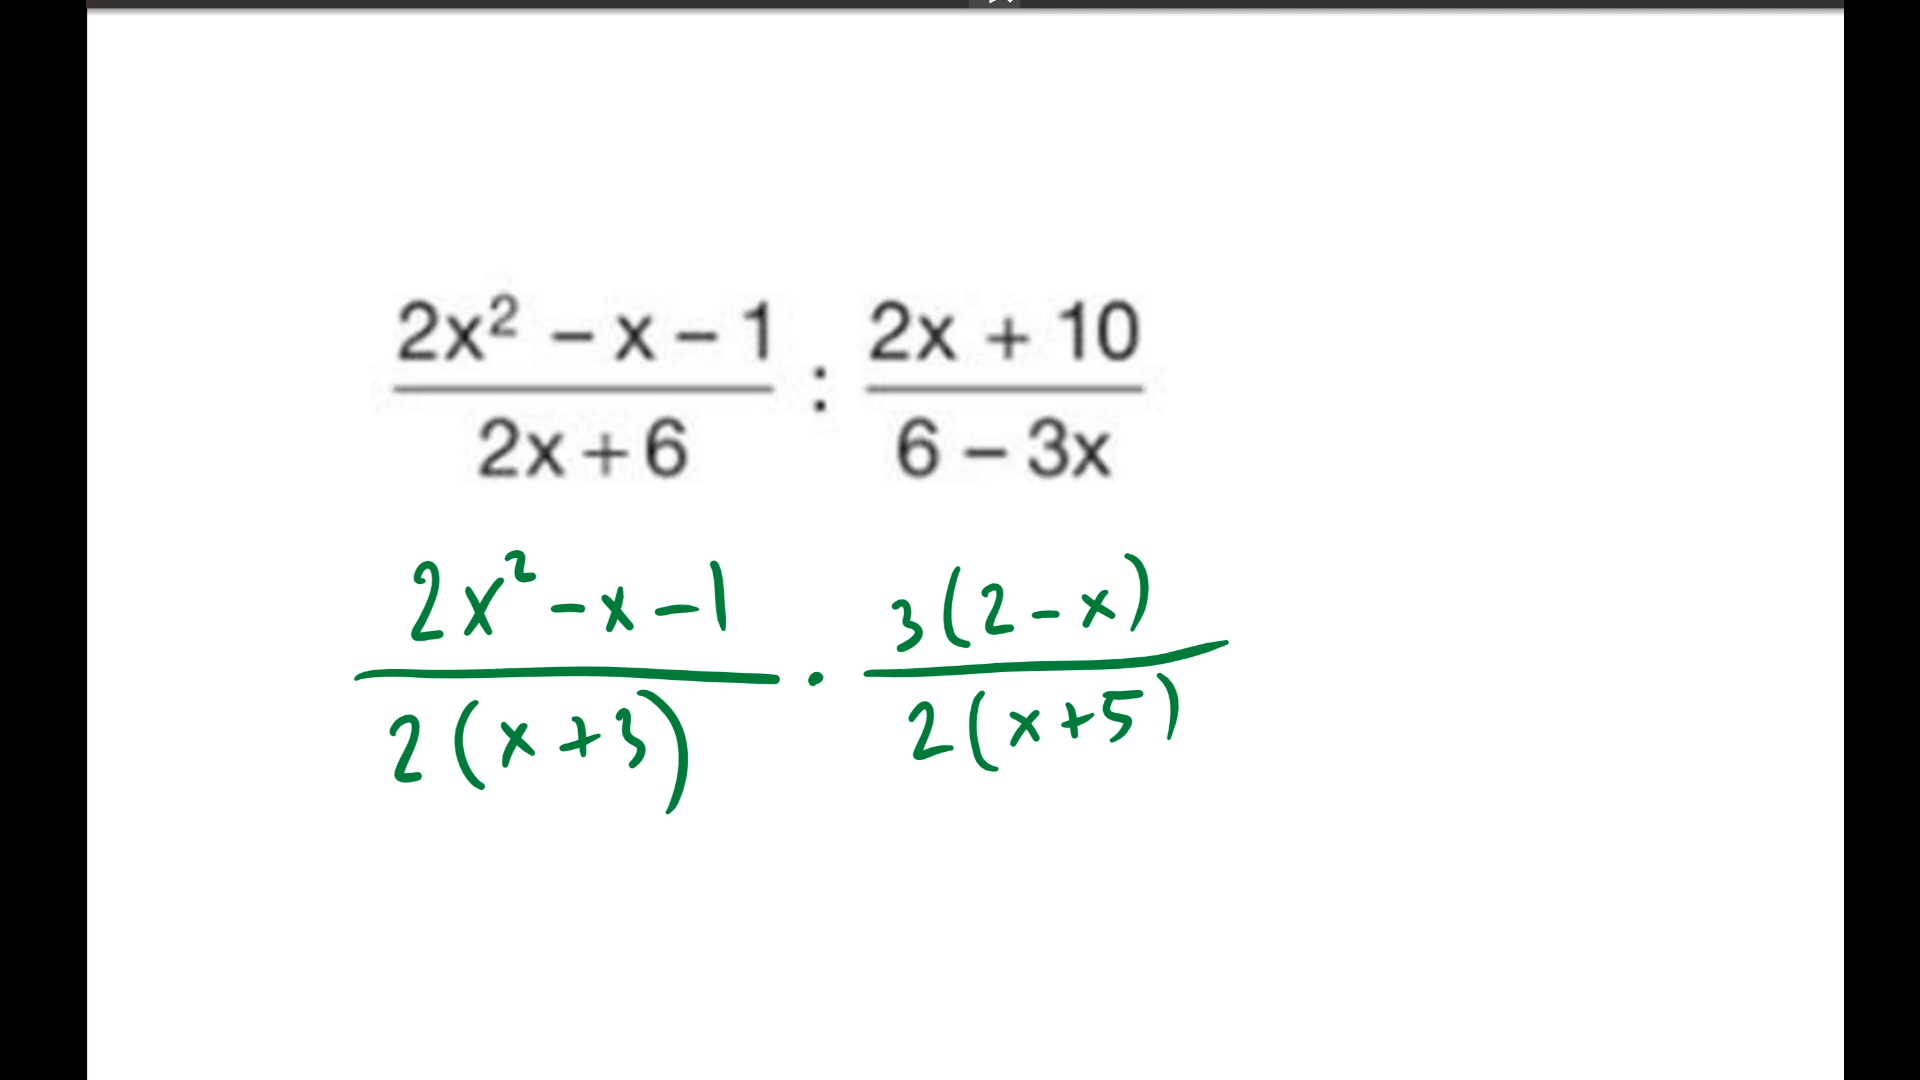 2x² – x – 1 : 2x + 10
2x + 6 6 – 3x
2x² - x - 1 · 3(2 - x)
2(x + 3) 2(x + 5)